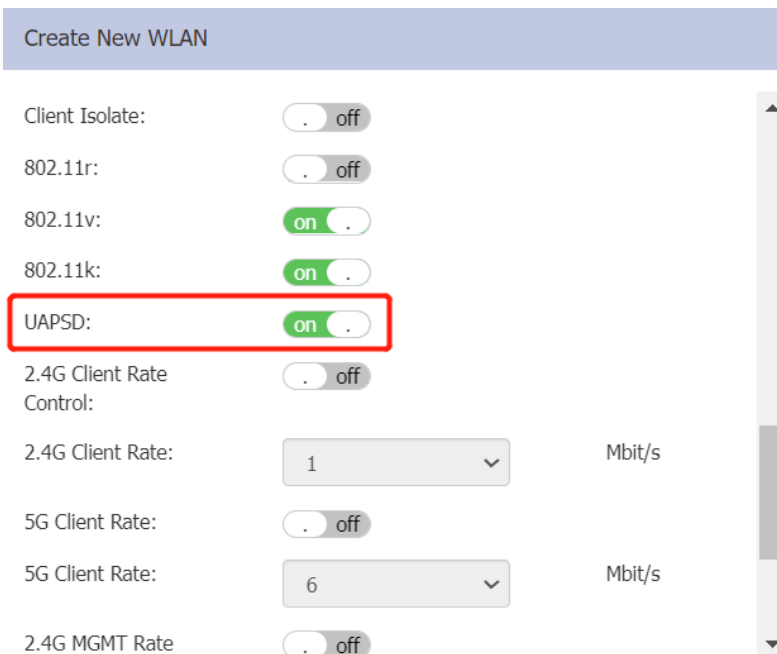 Create New WLAN
Client Isolate: . off
802.11r: . off
802.11v: on .
802.11k: on .
UAPSD: on .
2.4G Client Rate . off
Control:
2.4G Client Rate: 1 Mbit/s
5G Client Rate: . off
5G Client Rate: 6 Mbit/s
2.4G MGMT Rate . off